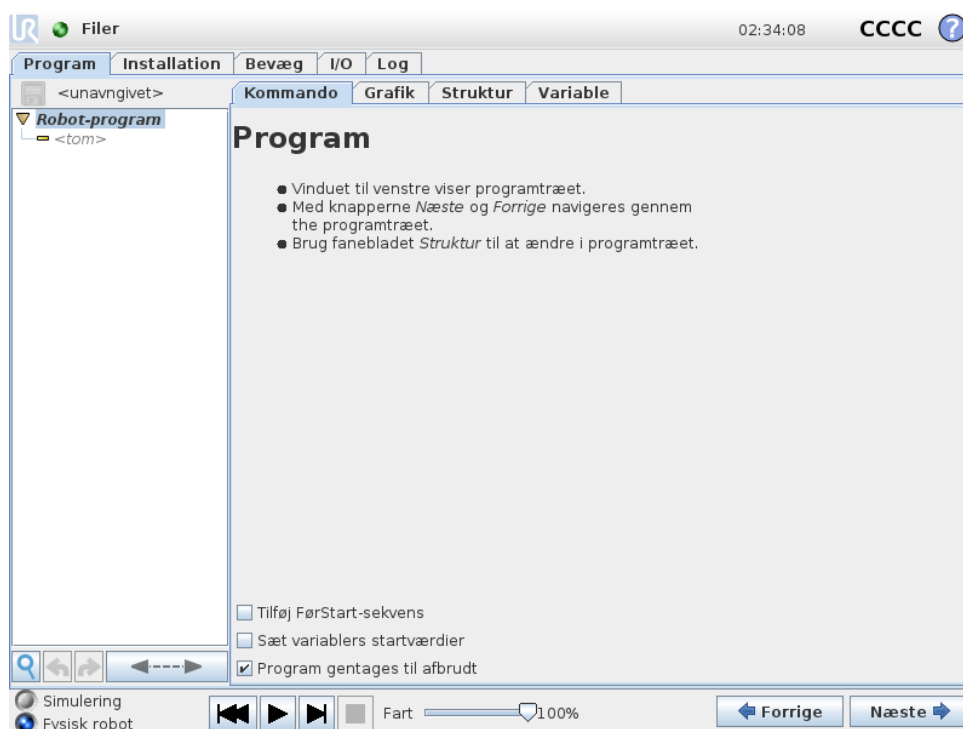 UR Filer 02:34:08 CCCC ?
Program Installation Bevæg I/O Log
<unavngivet> Kommando Grafik Struktur Variable
Robot-program
<tom>
Program
Vinduet til venstre viser programtræet.
Med knapperne Næste og Forrige navigeres gennem
the programtræet.
Brug fanebladet Struktur til at ændre i programtræet.
Tilføj FørStart-sekvens
Sæt variablers startværdier
Program gentages til afbrudt
Simulering
Fysisk robot
Fart 100% Forrige Næste